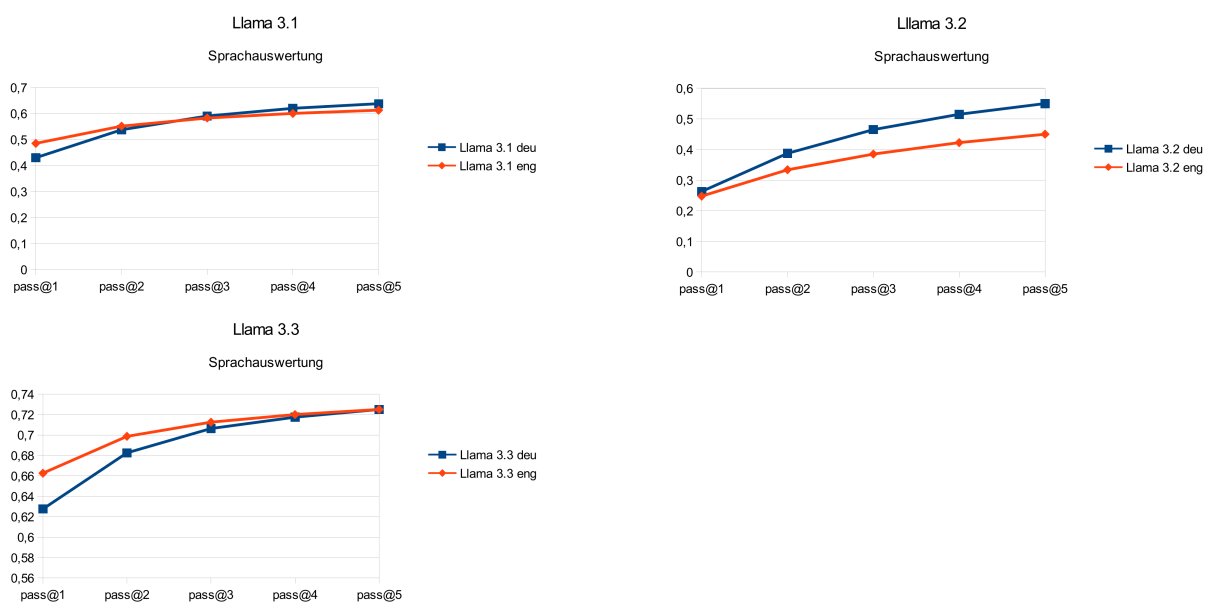 Llama 3.1
Sprachauswertung
0,7
0,6
0,5
0,4
0,3
0,2
0,1
0
pass@1 pass@2 pass@3 pass@4 pass@5
Llama 3.1 deu
Llama 3.1 eng
Lllama 3.2
Sprachauswertung
0,6
0,5
0,4
0,3
0,2
0,1
0
pass@1 pass@2 pass@3 pass@4 pass@5
Llama 3.2 deu
Llama 3.2 eng
Llama 3.3
Sprachauswertung
0,74
0,72
0,7
0,68
0,66
0,64
0,62
0,6
0,58
0,56
pass@1 pass@2 pass@3 pass@4 pass@5
Llama 3.3 deu
Llama 3.3 eng